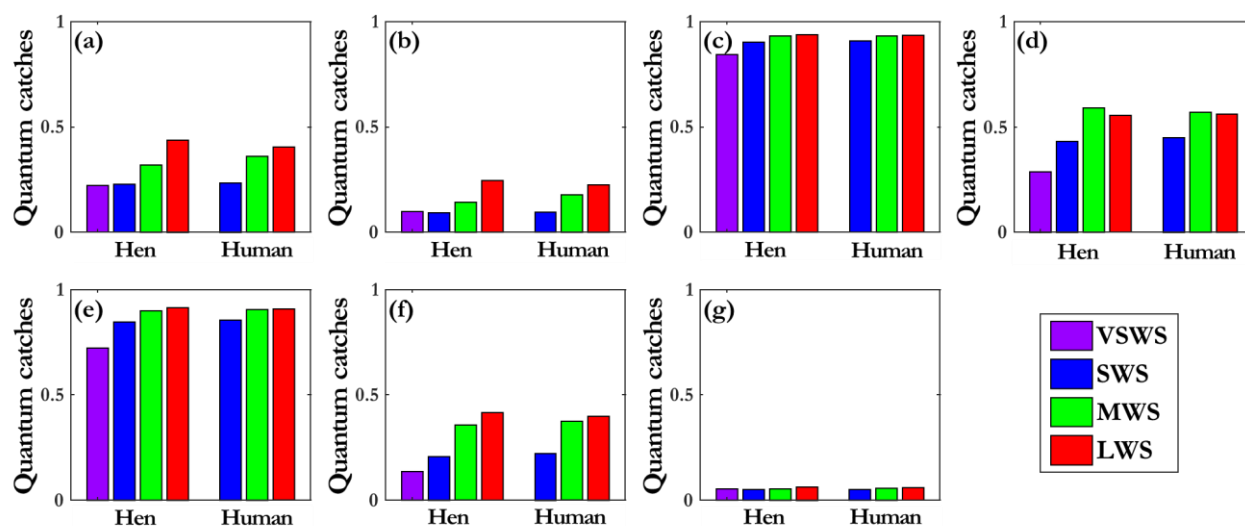 (a)
Quantum catches
1
0.5
0
Hen
Human
(b)
Quantum catches
1
0.5
0
Hen
Human
(c)
Quantum catches
1
0.5
0
Hen
Human
(d)
Quantum catches
1
0.5
0
Hen
Human
(e)
Quantum catches
1
0.5
0
Hen
Human
(f)
Quantum catches
1
0.5
0
Hen
Human
(g)
Quantum catches
1
0.5
0
Hen
Human
VSWS
SWS
MWS
LWS